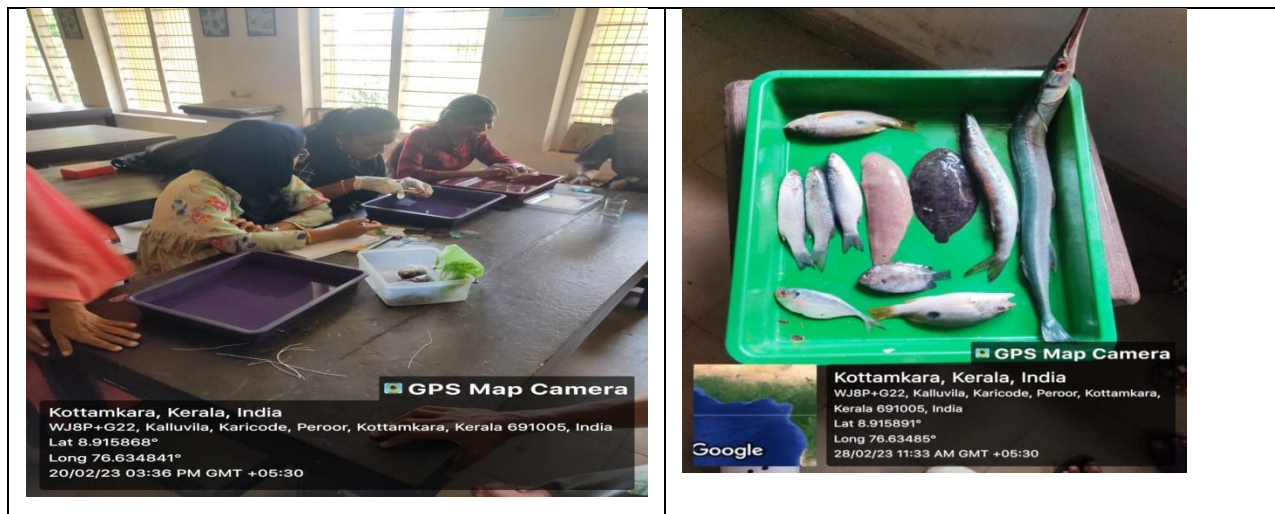 GPS Map Camera
Kottamkara, Kerala, India
WJ8P+G22, Kalluvila, Karicode, Peroor, Kottamkara, Kerala 691005, India
Lat 8.915868°
Long 76.634841°
20/02/23 03:36 PM GMT +05:30
GPS Map Camera
Google
Kottamkara, Kerala, India
WJ8P+G22, Kalluvila, Karicode, Peroor, Kottamkara,
Kerala 691005, India
Lat 8.915891°
Long 76.63485°
28/02/23 11:33 AM GMT +05:30